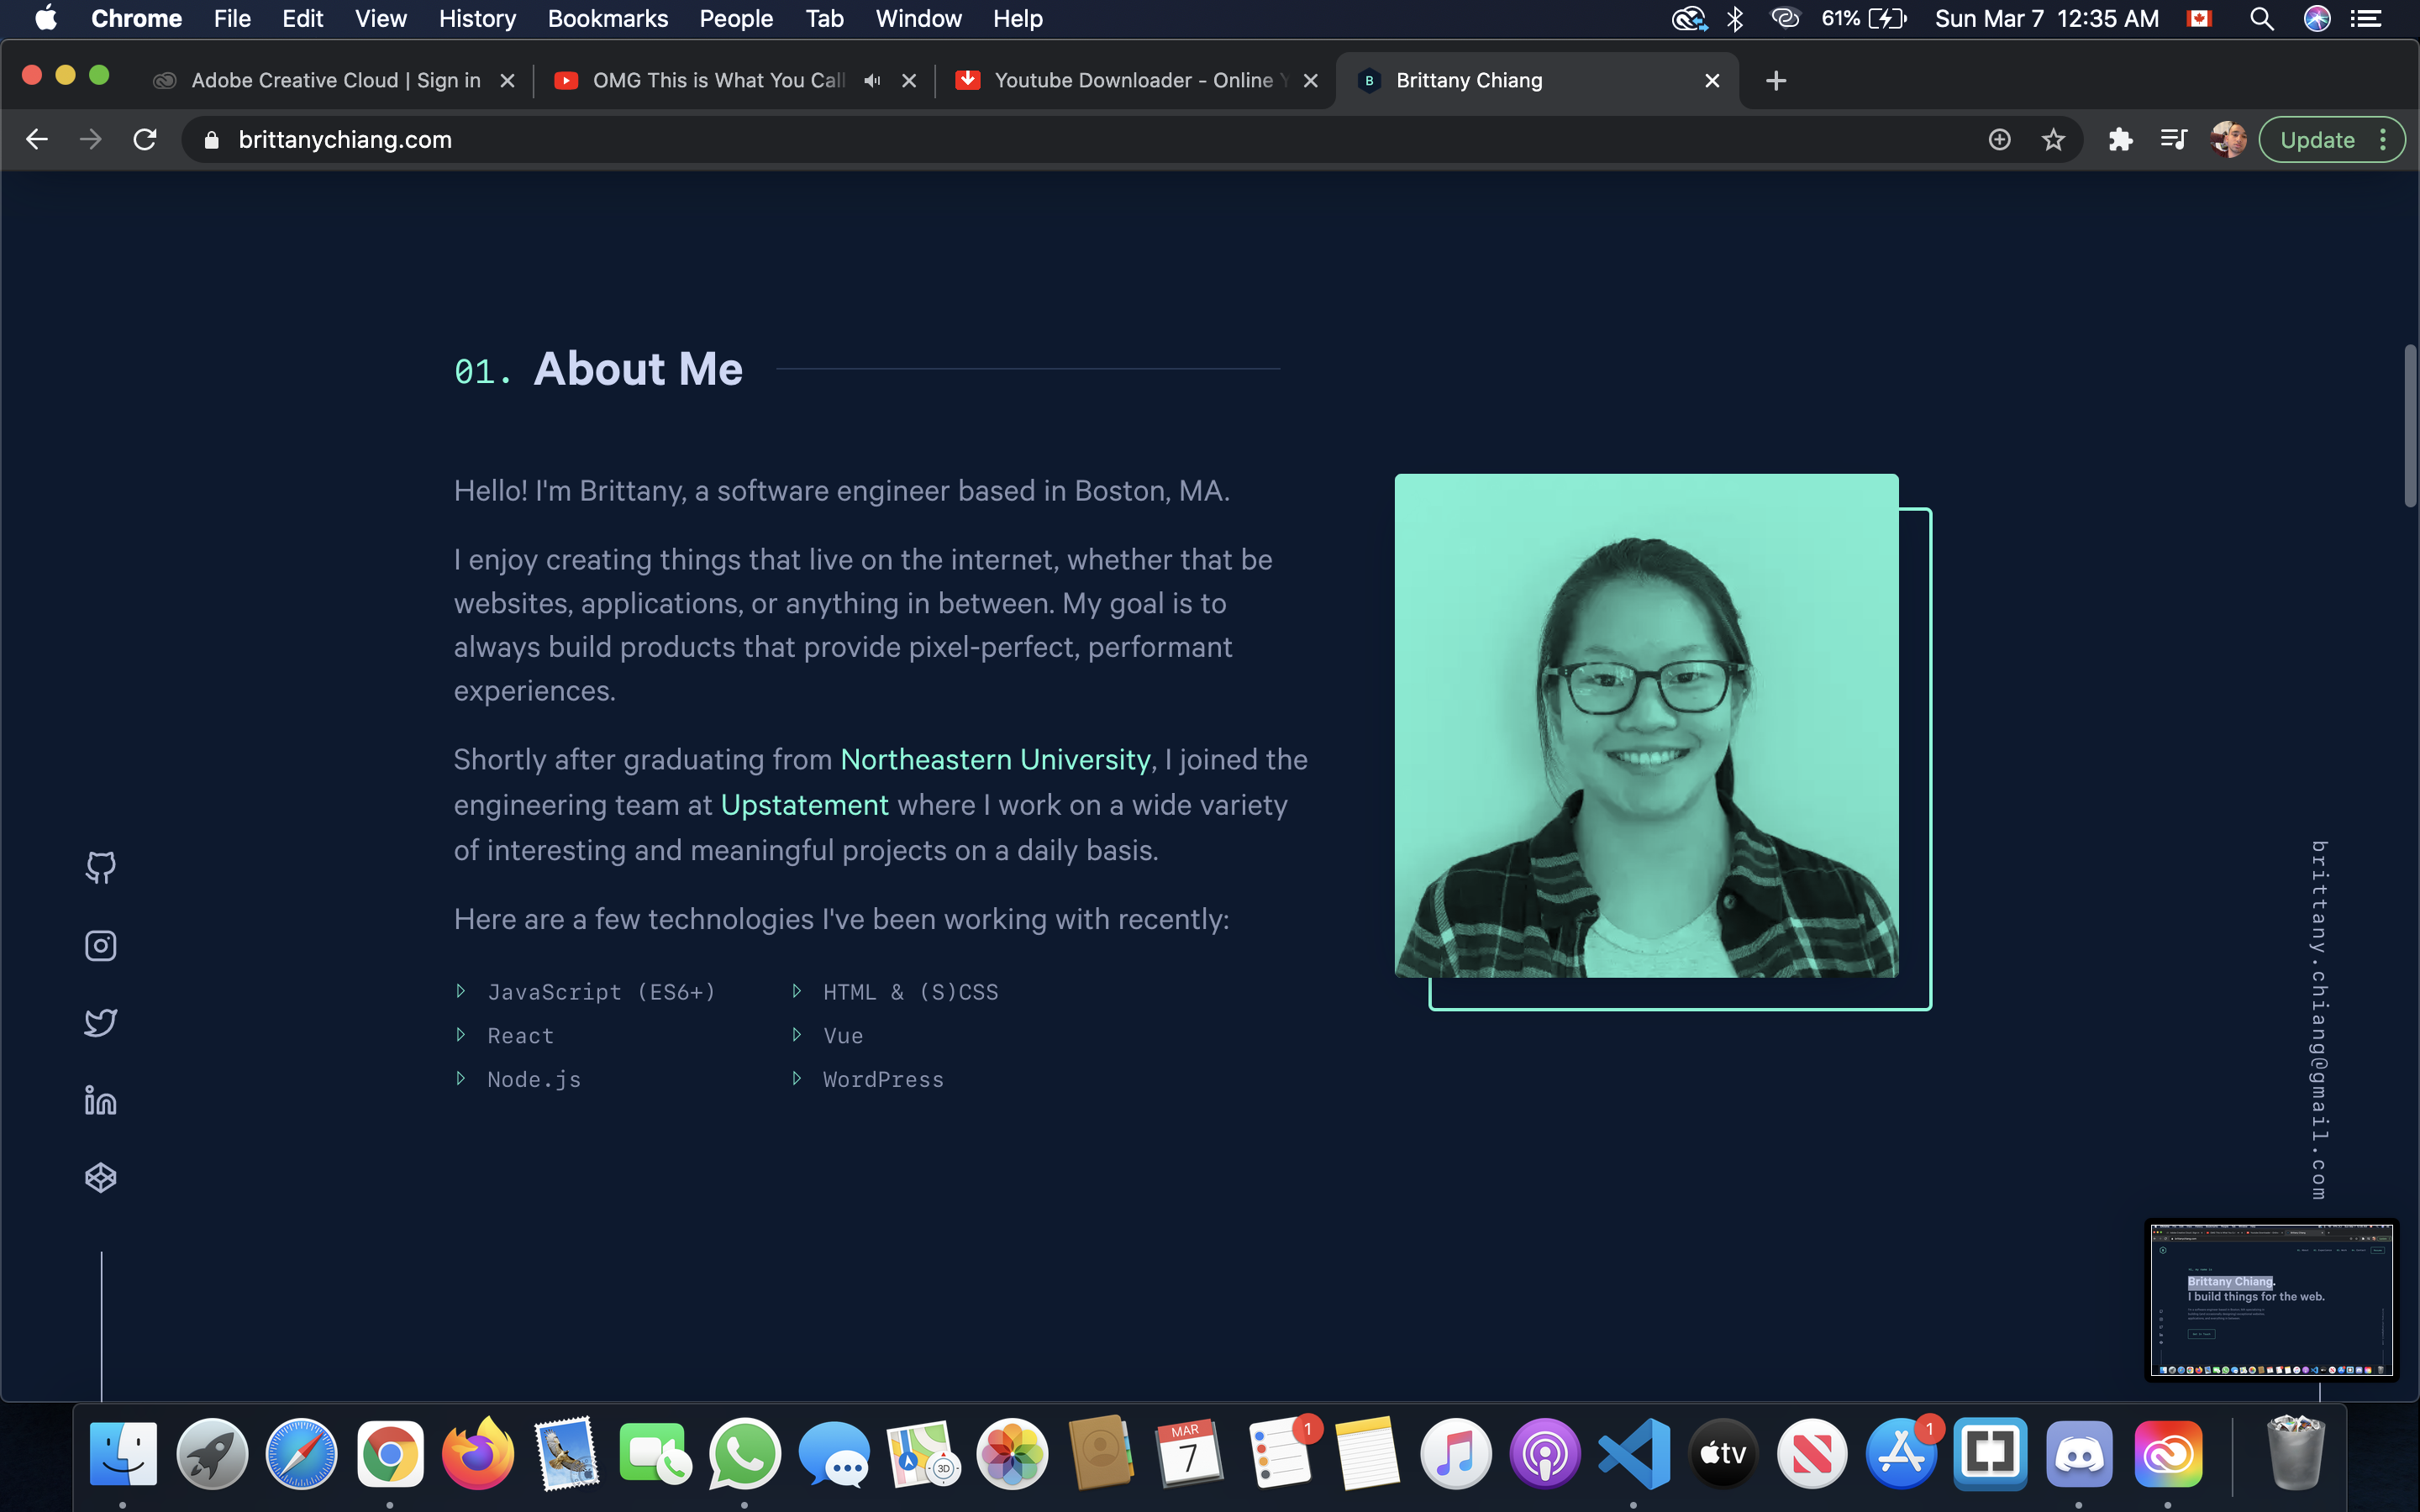 Chrome File Edit View History Bookmarks People Tab Window Help 61% Sun Mar 7 12:35 AM
Adobe Creative Cloud | Sign in OMG This is What You Call Youtube Downloader - Online Y B Brittany Chiang
brittanychiang.com Update
01. About Me
Hello! I'm Brittany, a software engineer based in Boston, MA.
I enjoy creating things that live on the internet, whether that be
websites, applications, or anything in between. My goal is to
always build products that provide pixel-perfect, performant
experiences.
Shortly after graduating from Northeastern University, I joined the
engineering team at Upstatement where I work on a wide variety
of interesting and meaningful projects on a daily basis.
Here are a few technologies I've been working with recently:
JavaScript (ES6+) HTML & (S)CSS
React Vue
Node.js WordPress
brittany.chiang@gmail.com
Brittany Chiang.
I build things for the web.
3D
MAR
7
1
tv
1